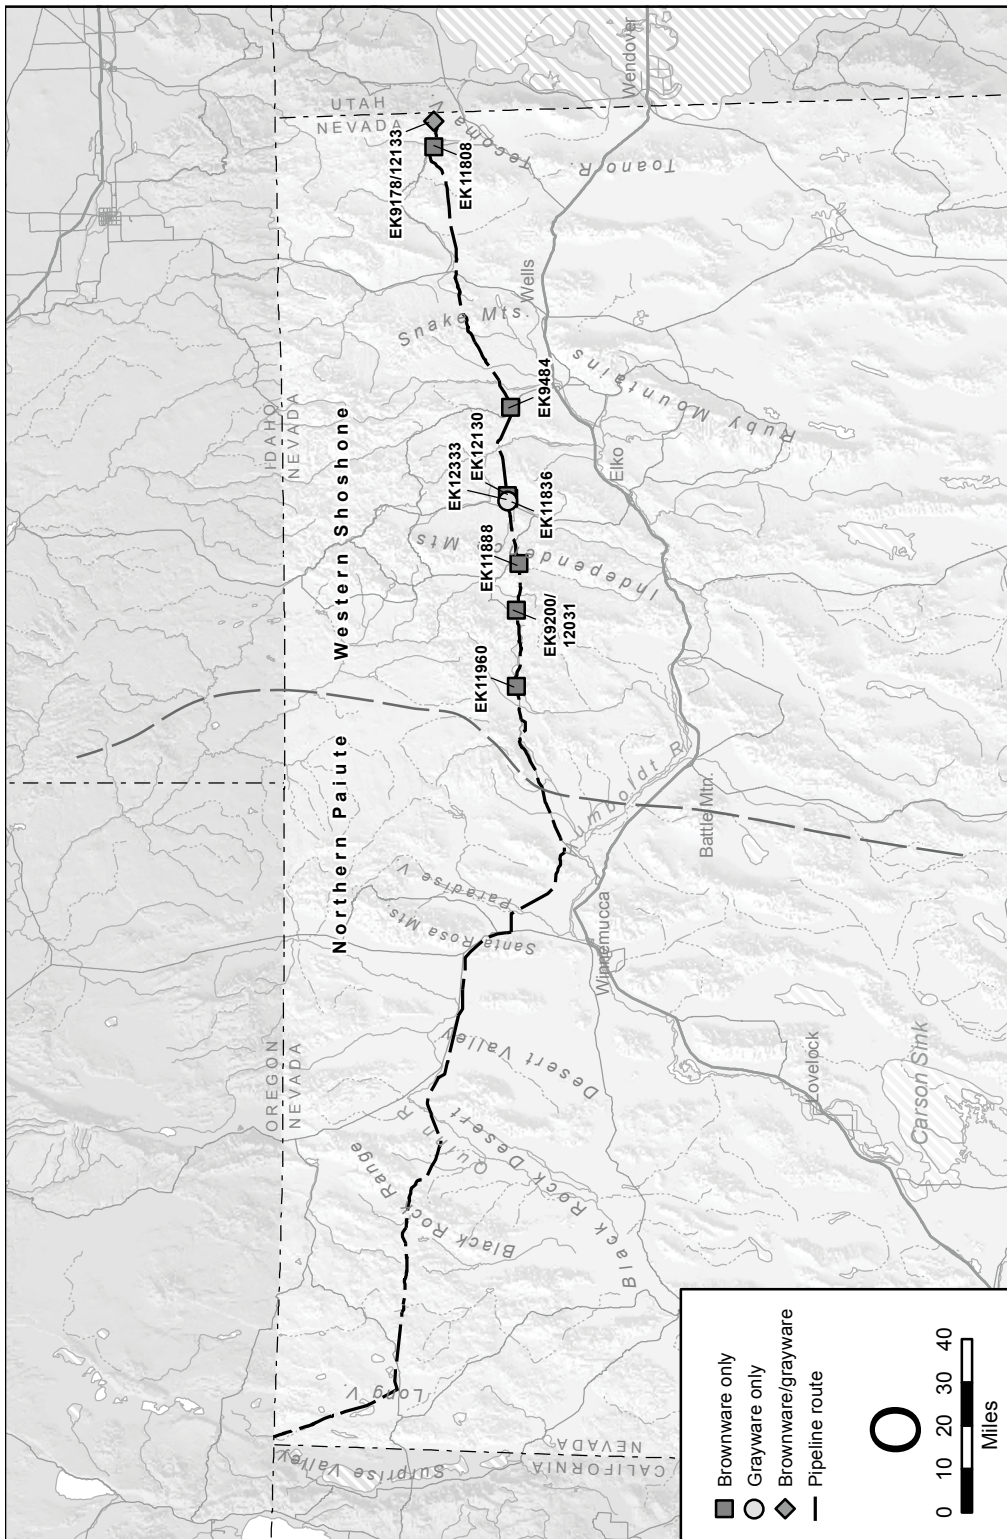 OREGON
NEVADA
IDAHO
NEVADA
UTAH
NEVADA
CALIFORNIA
NEVADA
Northern Paiute
Western Shoshone
Surprise Valley
Long V.
Black Rock Range
Quinn R
Black Rock Desert
Desert Valley
Santa Rosa Mts
Paradise V
Humboldt R.
Independence Mts
Snake Mts.
Ruby Mountains
Toano R.
Carson Sink
Lovelock
Winnemucca
Battle Mtn.
Elko
Wells
Wendover
EK11960
EK9200/
12031
EK11888
EK12333
EK12130
EK11836
EK9484
EK9178/12133
EK11808
Brownware only
Grayware only
Brownware/grayware
Pipeline route
O
0 10 20 30 40
Miles